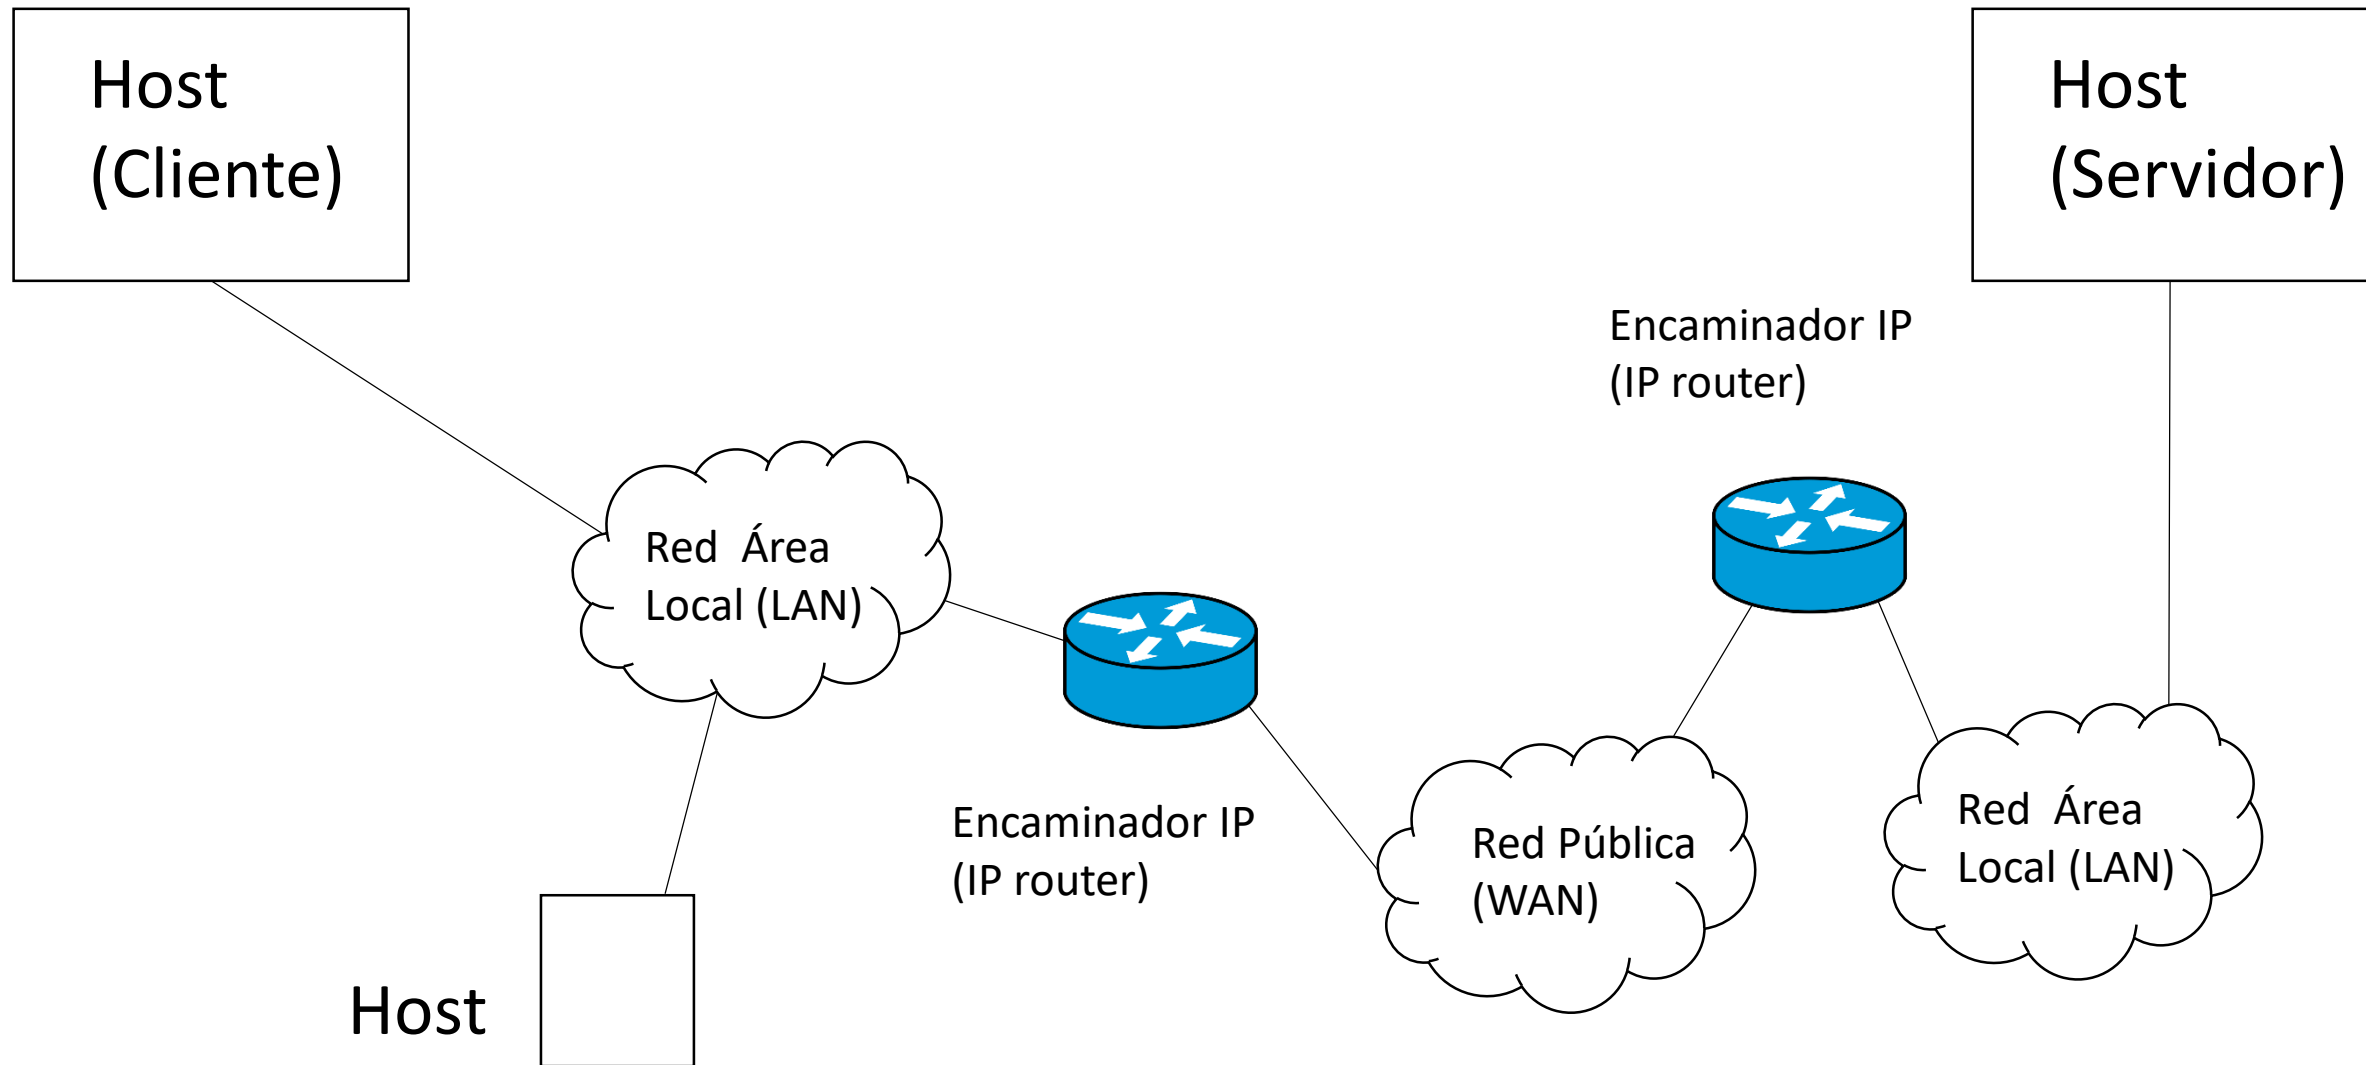 Host
(Cliente)
Host
(Servidor)
Encaminador IP
(IP router)
Red Área
Local (LAN)
Encaminador IP
(IP router)
Red Pública
(WAN)
Red Área
Local (LAN)
Host